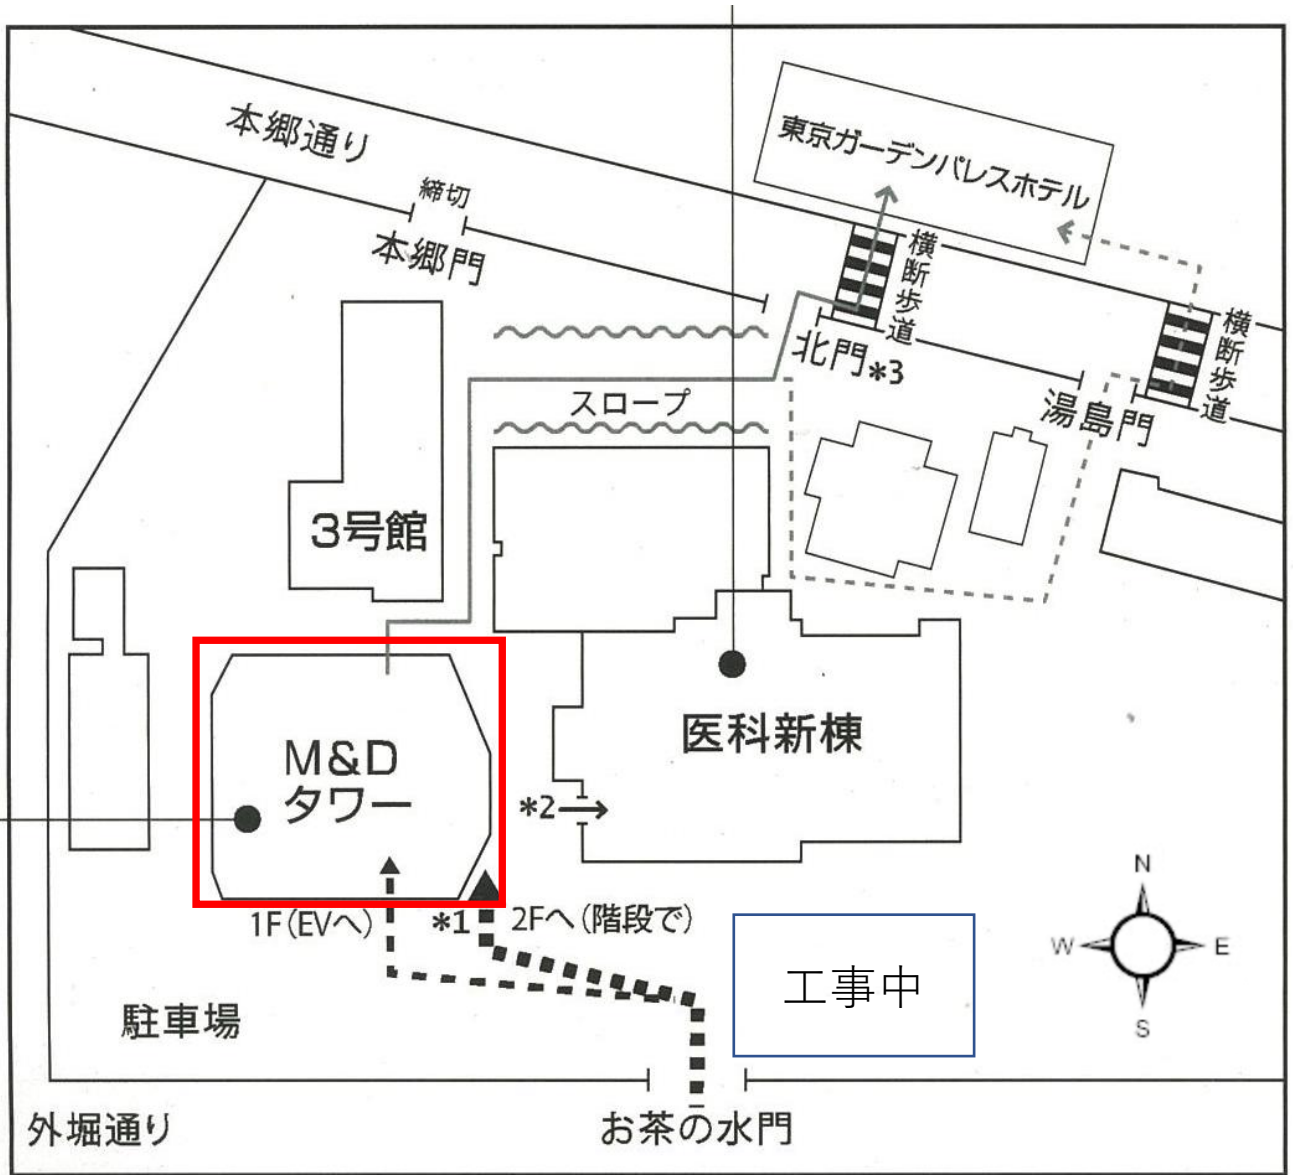 本郷通り
東京ガーデンパレスホテル
締切
本郷門
横断歩道
横断歩道
北門*3
スロープ
湯島門
3号館
M&D
タワー
医科新棟
*2
1F(EVへ)
*1
2Fへ(階段で)
工事中
N
W
E
S
駐車場
外堀通り
お茶の水門